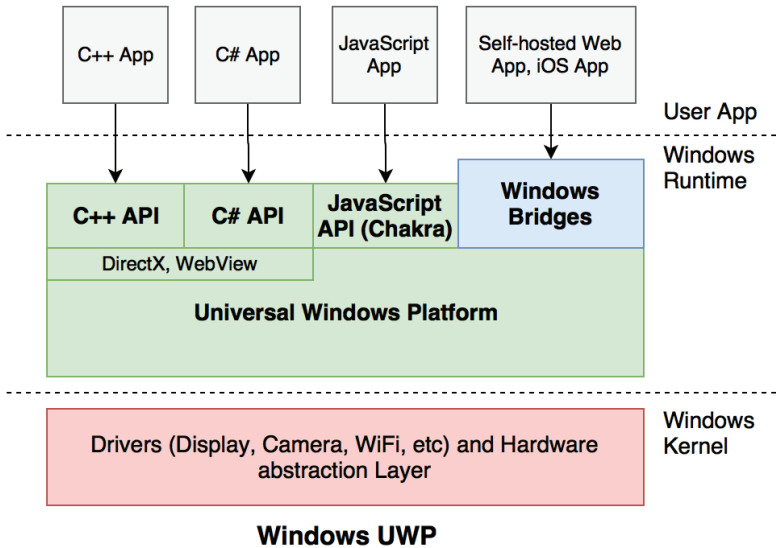 C++ App
C# App
JavaScript
App
Self-hosted Web
App, iOS App
User App
Windows
Runtime
C++ API
C# API
JavaScript
API (Chakra)
Windows
Bridges
DirectX, WebView
Universal Windows Platform
Windows
Kernel
Drivers (Display, Camera, WiFi, etc) and Hardware
abstraction Layer
Windows UWP